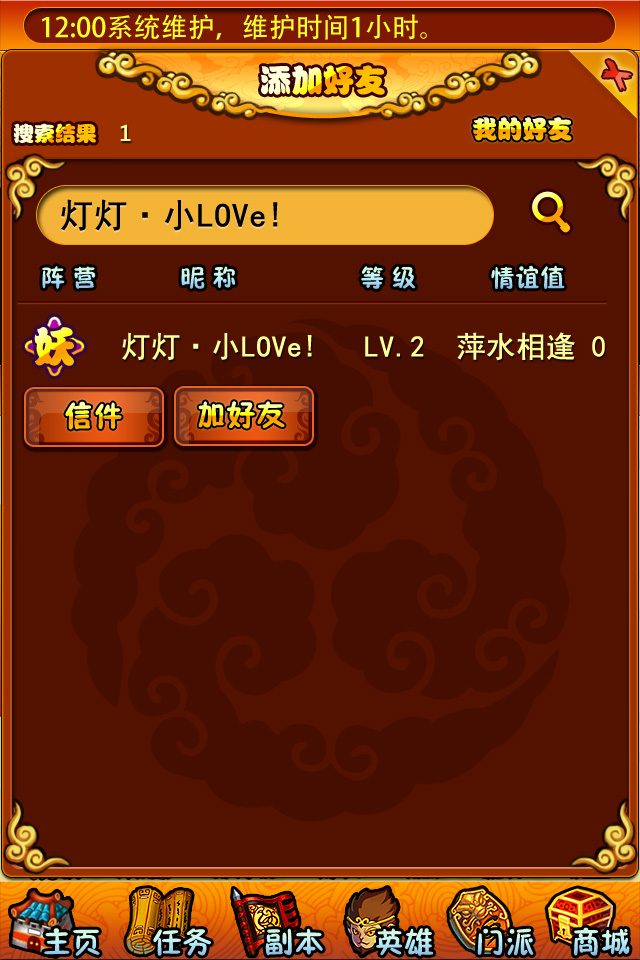 12:00系统维护，维护时间1小时。
添加好友
搜索结果 1
我的好友
灯灯·小LOVe!
阵营 昵称 等级 情谊值
妖 灯灯·小LOVe! LV.2 萍水相逢 0
信件 加好友
主页 任务 副本 英雄 门派 商城